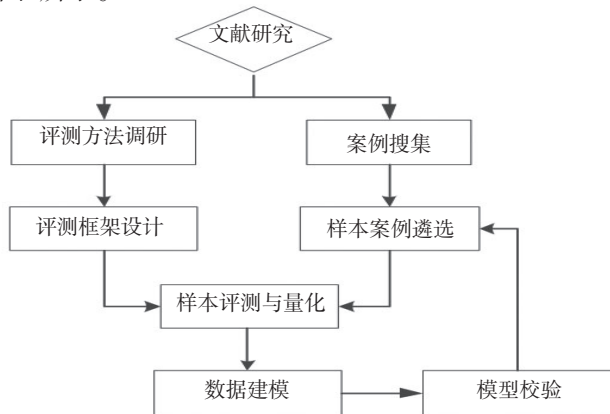 文献研究
评测方法调研
案例搜集
评测框架设计
样本案例遴选
样本评测与量化
数据建模
模型校验